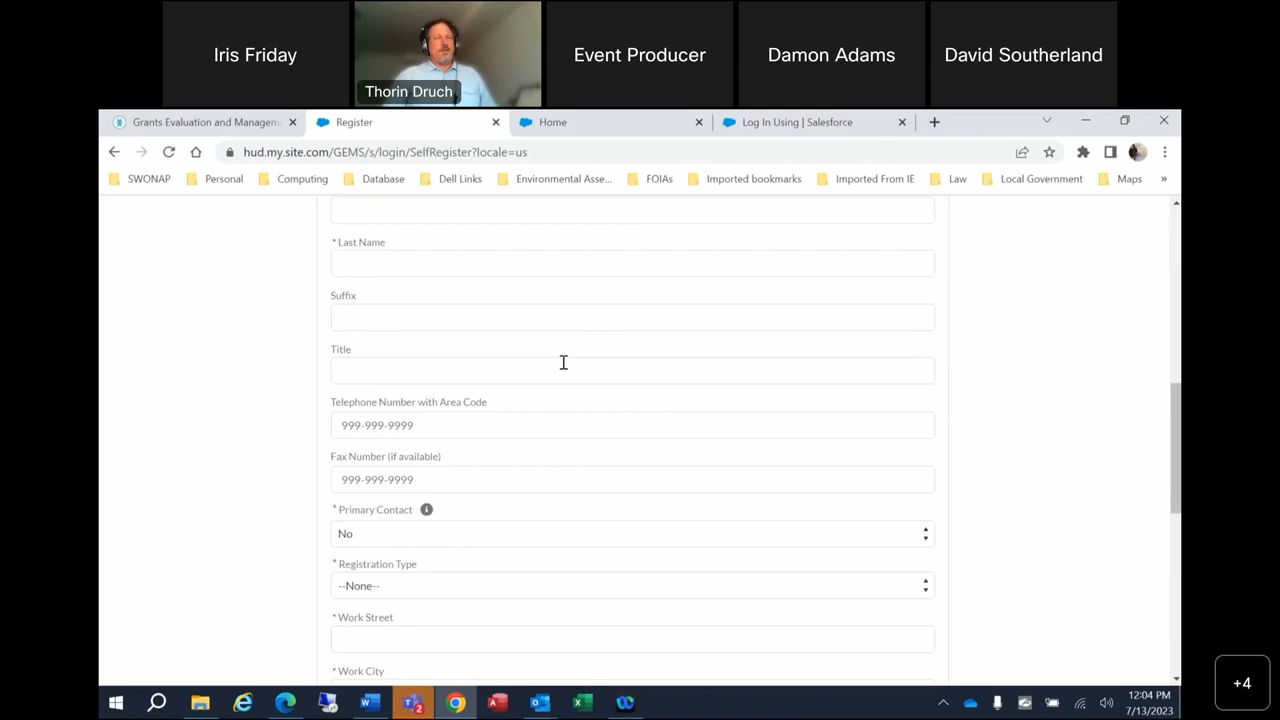 Iris Friday
Thorin Druch
Event Producer
Damon Adams
David Southerland
Grants Evaluation and Managem
Register
Home
Log In Using | Salesforce
hud.my.site.com/GEMS/s/login/SelfRegister?locale=us
SWONAP
Personal
Computing
Database
Dell Links
Environmental Asse...
FOIAs
Imported bookmarks
Imported From IE
Law
Local Government
Maps
»
* Last Name
Suffix
Title
Telephone Number with Area Code
999-999-9999
Fax Number (if available)
999-999-9999
* Primary Contact
No
* Registration Type
--None--
* Work Street
* Work City
+4
12:04 PM
7/13/2023